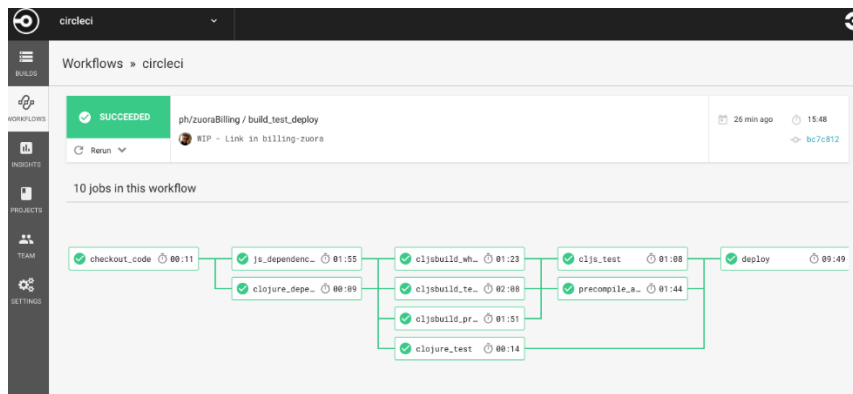 circleci
BUILDS
WORKFLOWS
INSIGHTS
PROJECTS
TEAM
SETTINGS
Workflows » circleci
SUCCEEDED
Rerun
ph/zuoraBilling / build_test_deploy
WIP - Link in billing-zuora
26 min ago 15:48
bc7c812
10 jobs in this workflow
checkout_code 00:11
js_dependenc… 01:55
clojure_depe… 00:09
cljsbuild_wh… 01:23
cljsbuild_te… 02:08
cljsbuild_pr… 01:51
clojure_test 00:14
cljs_test 01:08
precompile_a… 01:44
deploy 09:49